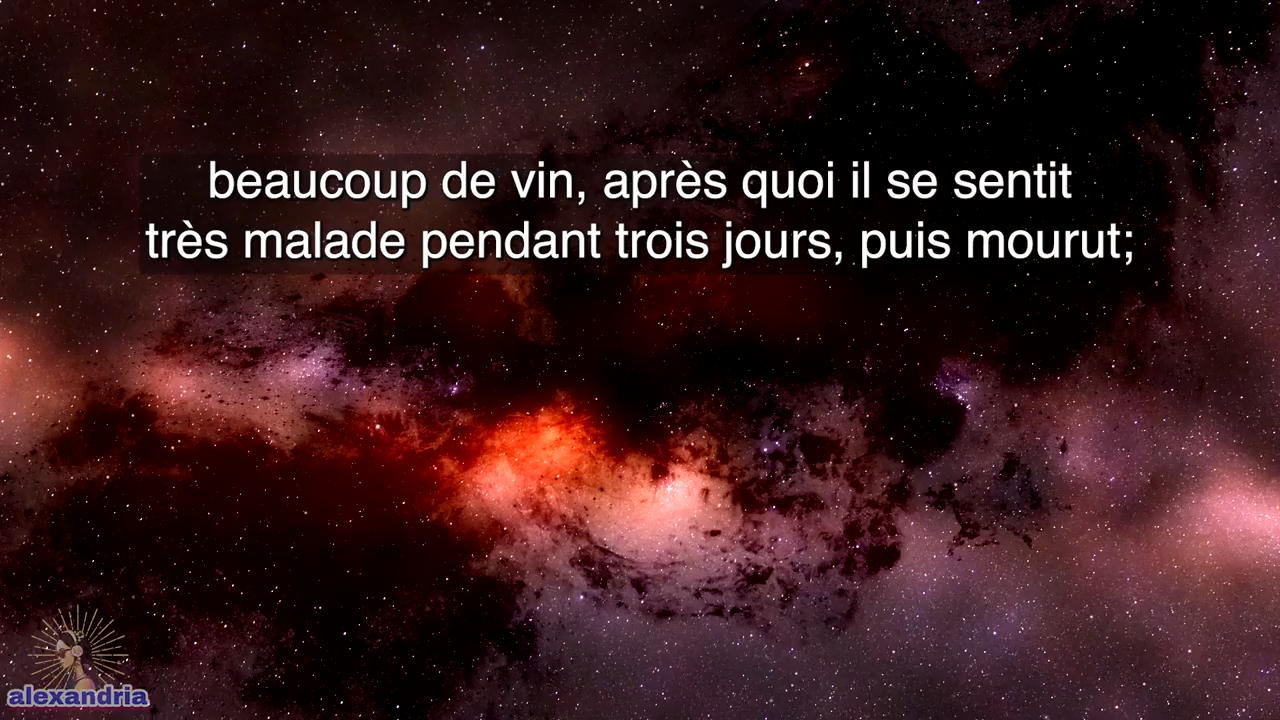 beaucoup de vin, après quoi il se sentit
très malade pendant trois jours, puis mourut;
alexandria